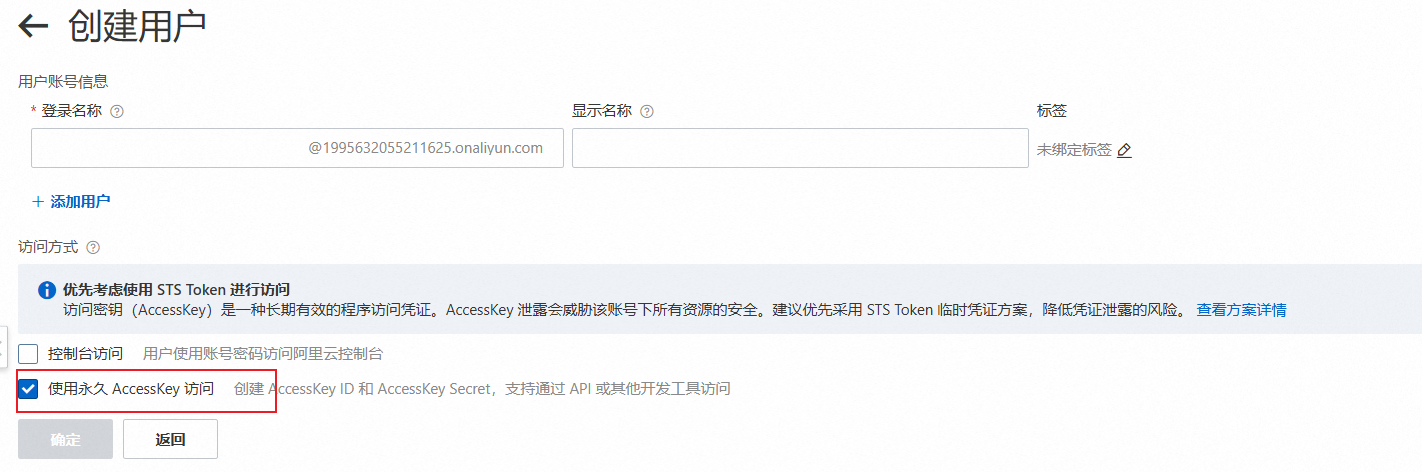 创建用户
用户账号信息
* 登录名称 显示名称 标签
@1995632055211625.onaliyun.com 未绑定标签
+ 添加用户
访问方式
优先考虑使用 STS Token 进行访问
访问密钥（AccessKey）是一种长期有效的程序访问凭证。AccessKey 泄露会威胁该账号下所有资源的安全。建议优先采用 STS Token 临时凭证方案，降低凭证泄露的风险。 查看方案详情
控制台访问 用户使用账号密码访问阿里云控制台
使用永久 AccessKey 访问 创建 AccessKey ID 和 AccessKey Secret，支持通过 API 或其他开发工具访问
确定 返回